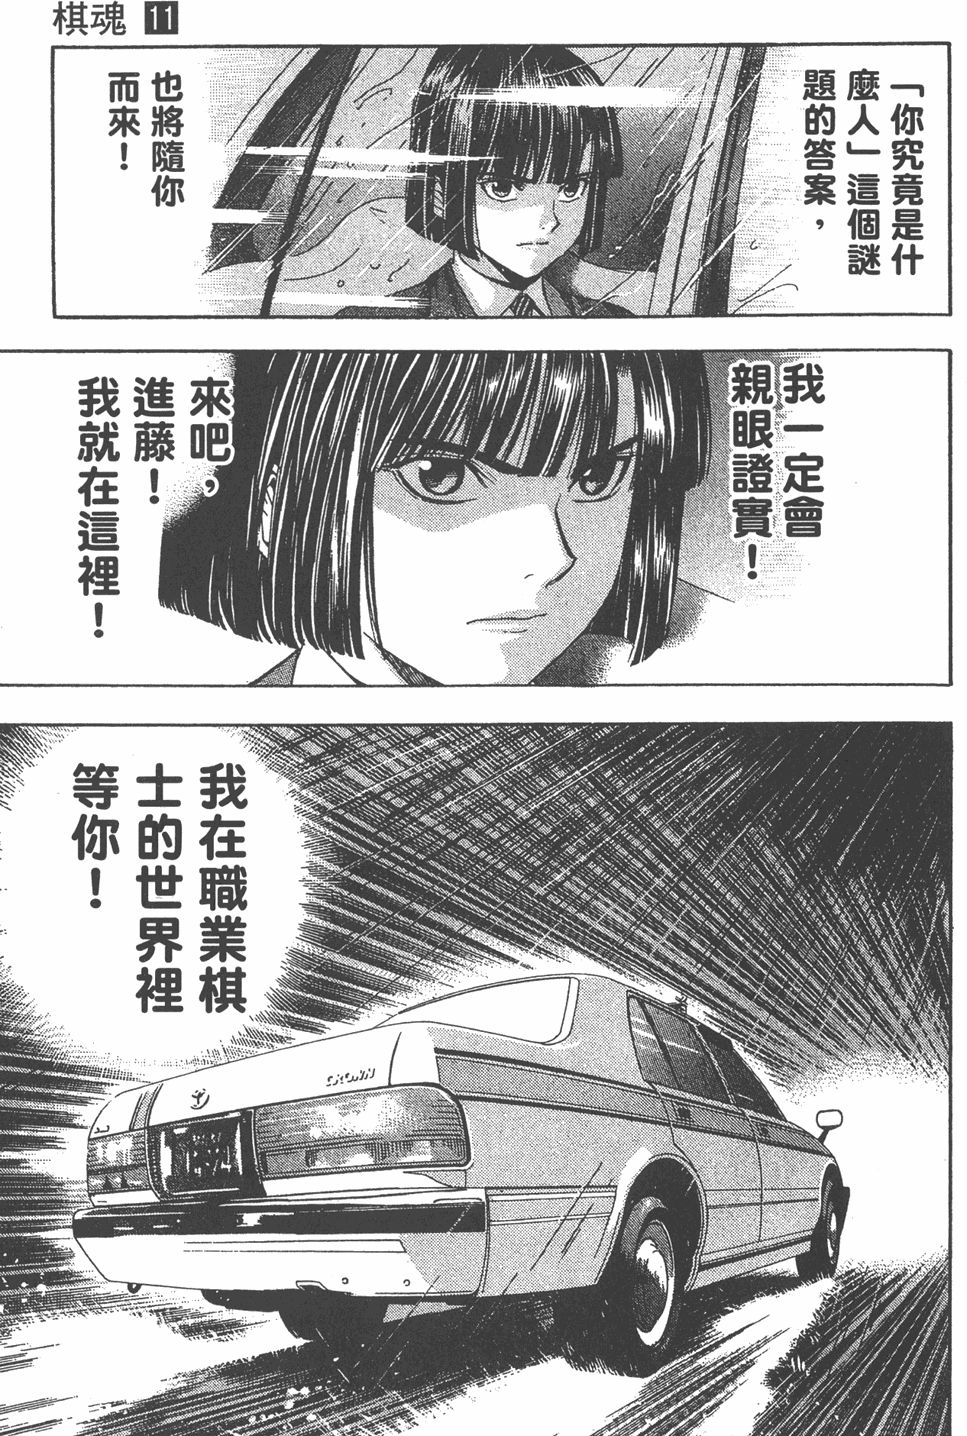 棋魂 11
「你究竟是什
麼人」這個謎
題的答案，
也將隨你
而來！
我一定會
親眼證實！
來吧，
進藤！
我就在這裡！
我在職業棋
士的世界裡
等你！
CROWN